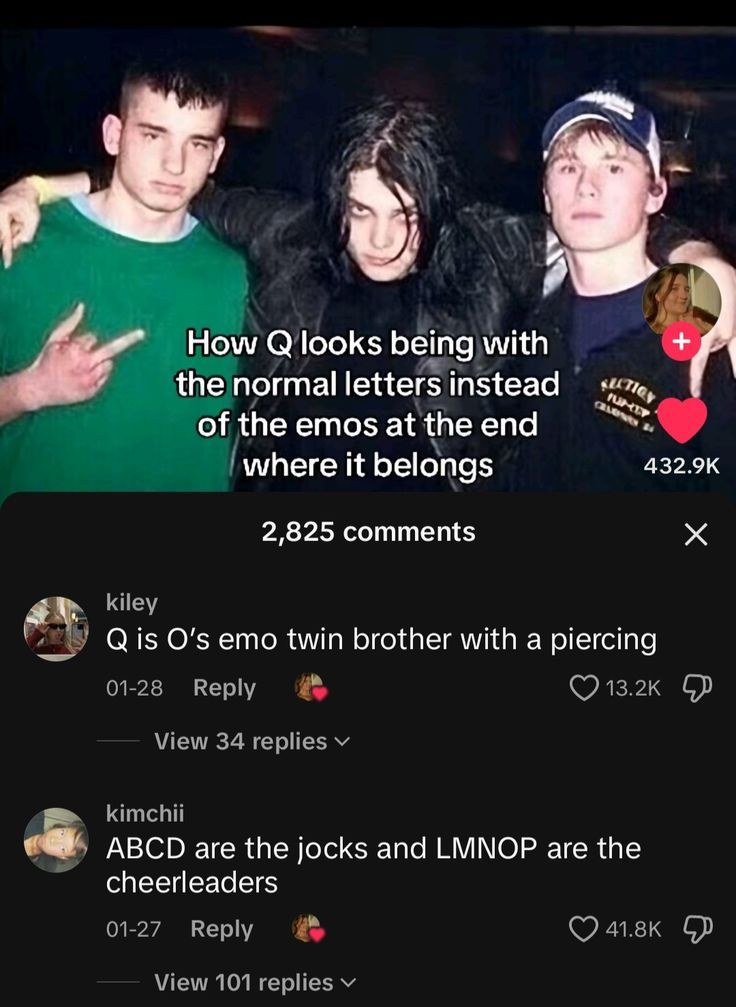 How Q looks being with
the normal letters instead
of the emos at the end
where it belongs
432.9K
2,825 comments
kiley
Q is O's emo twin brother with a piercing
01-28 Reply 13.2K
View 34 replies
kimchii
ABCD are the jocks and LMNOP are the
cheerleaders
01-27 Reply 41.8K
View 101 replies